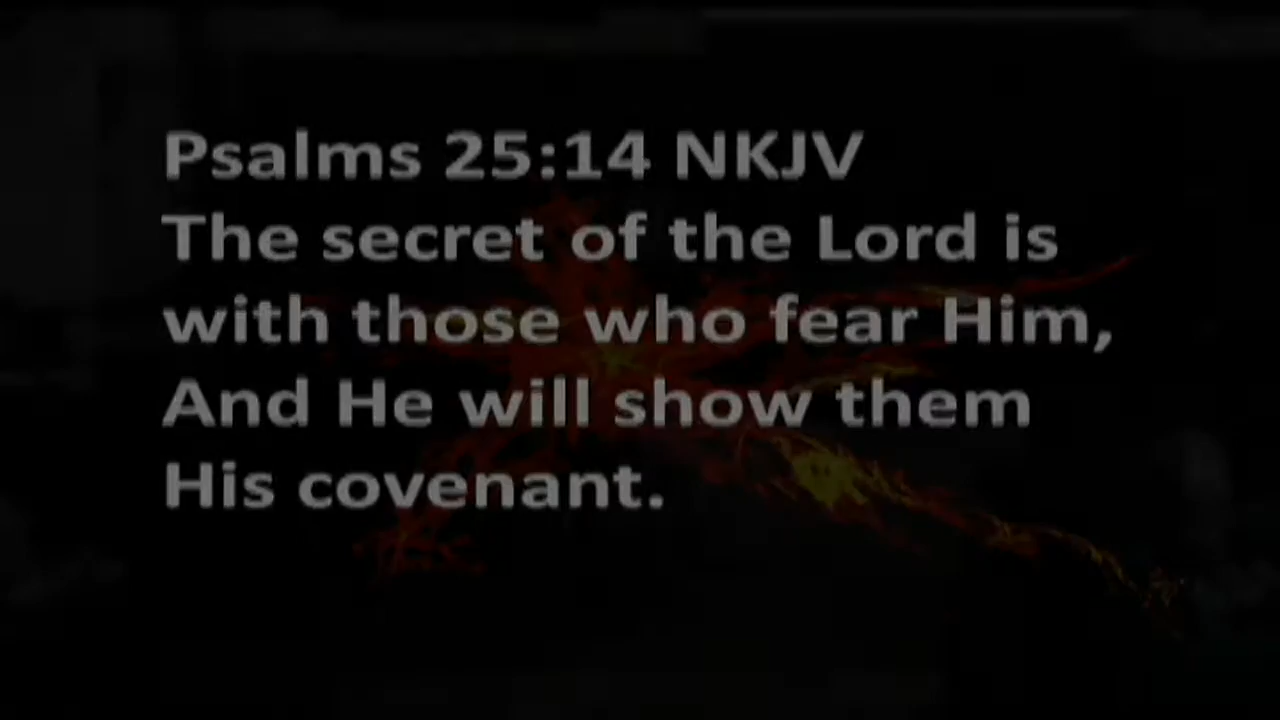 Psalms 25:14 NKJV
The secret of the Lord is
with those who fear Him,
And He will show them
His covenant.